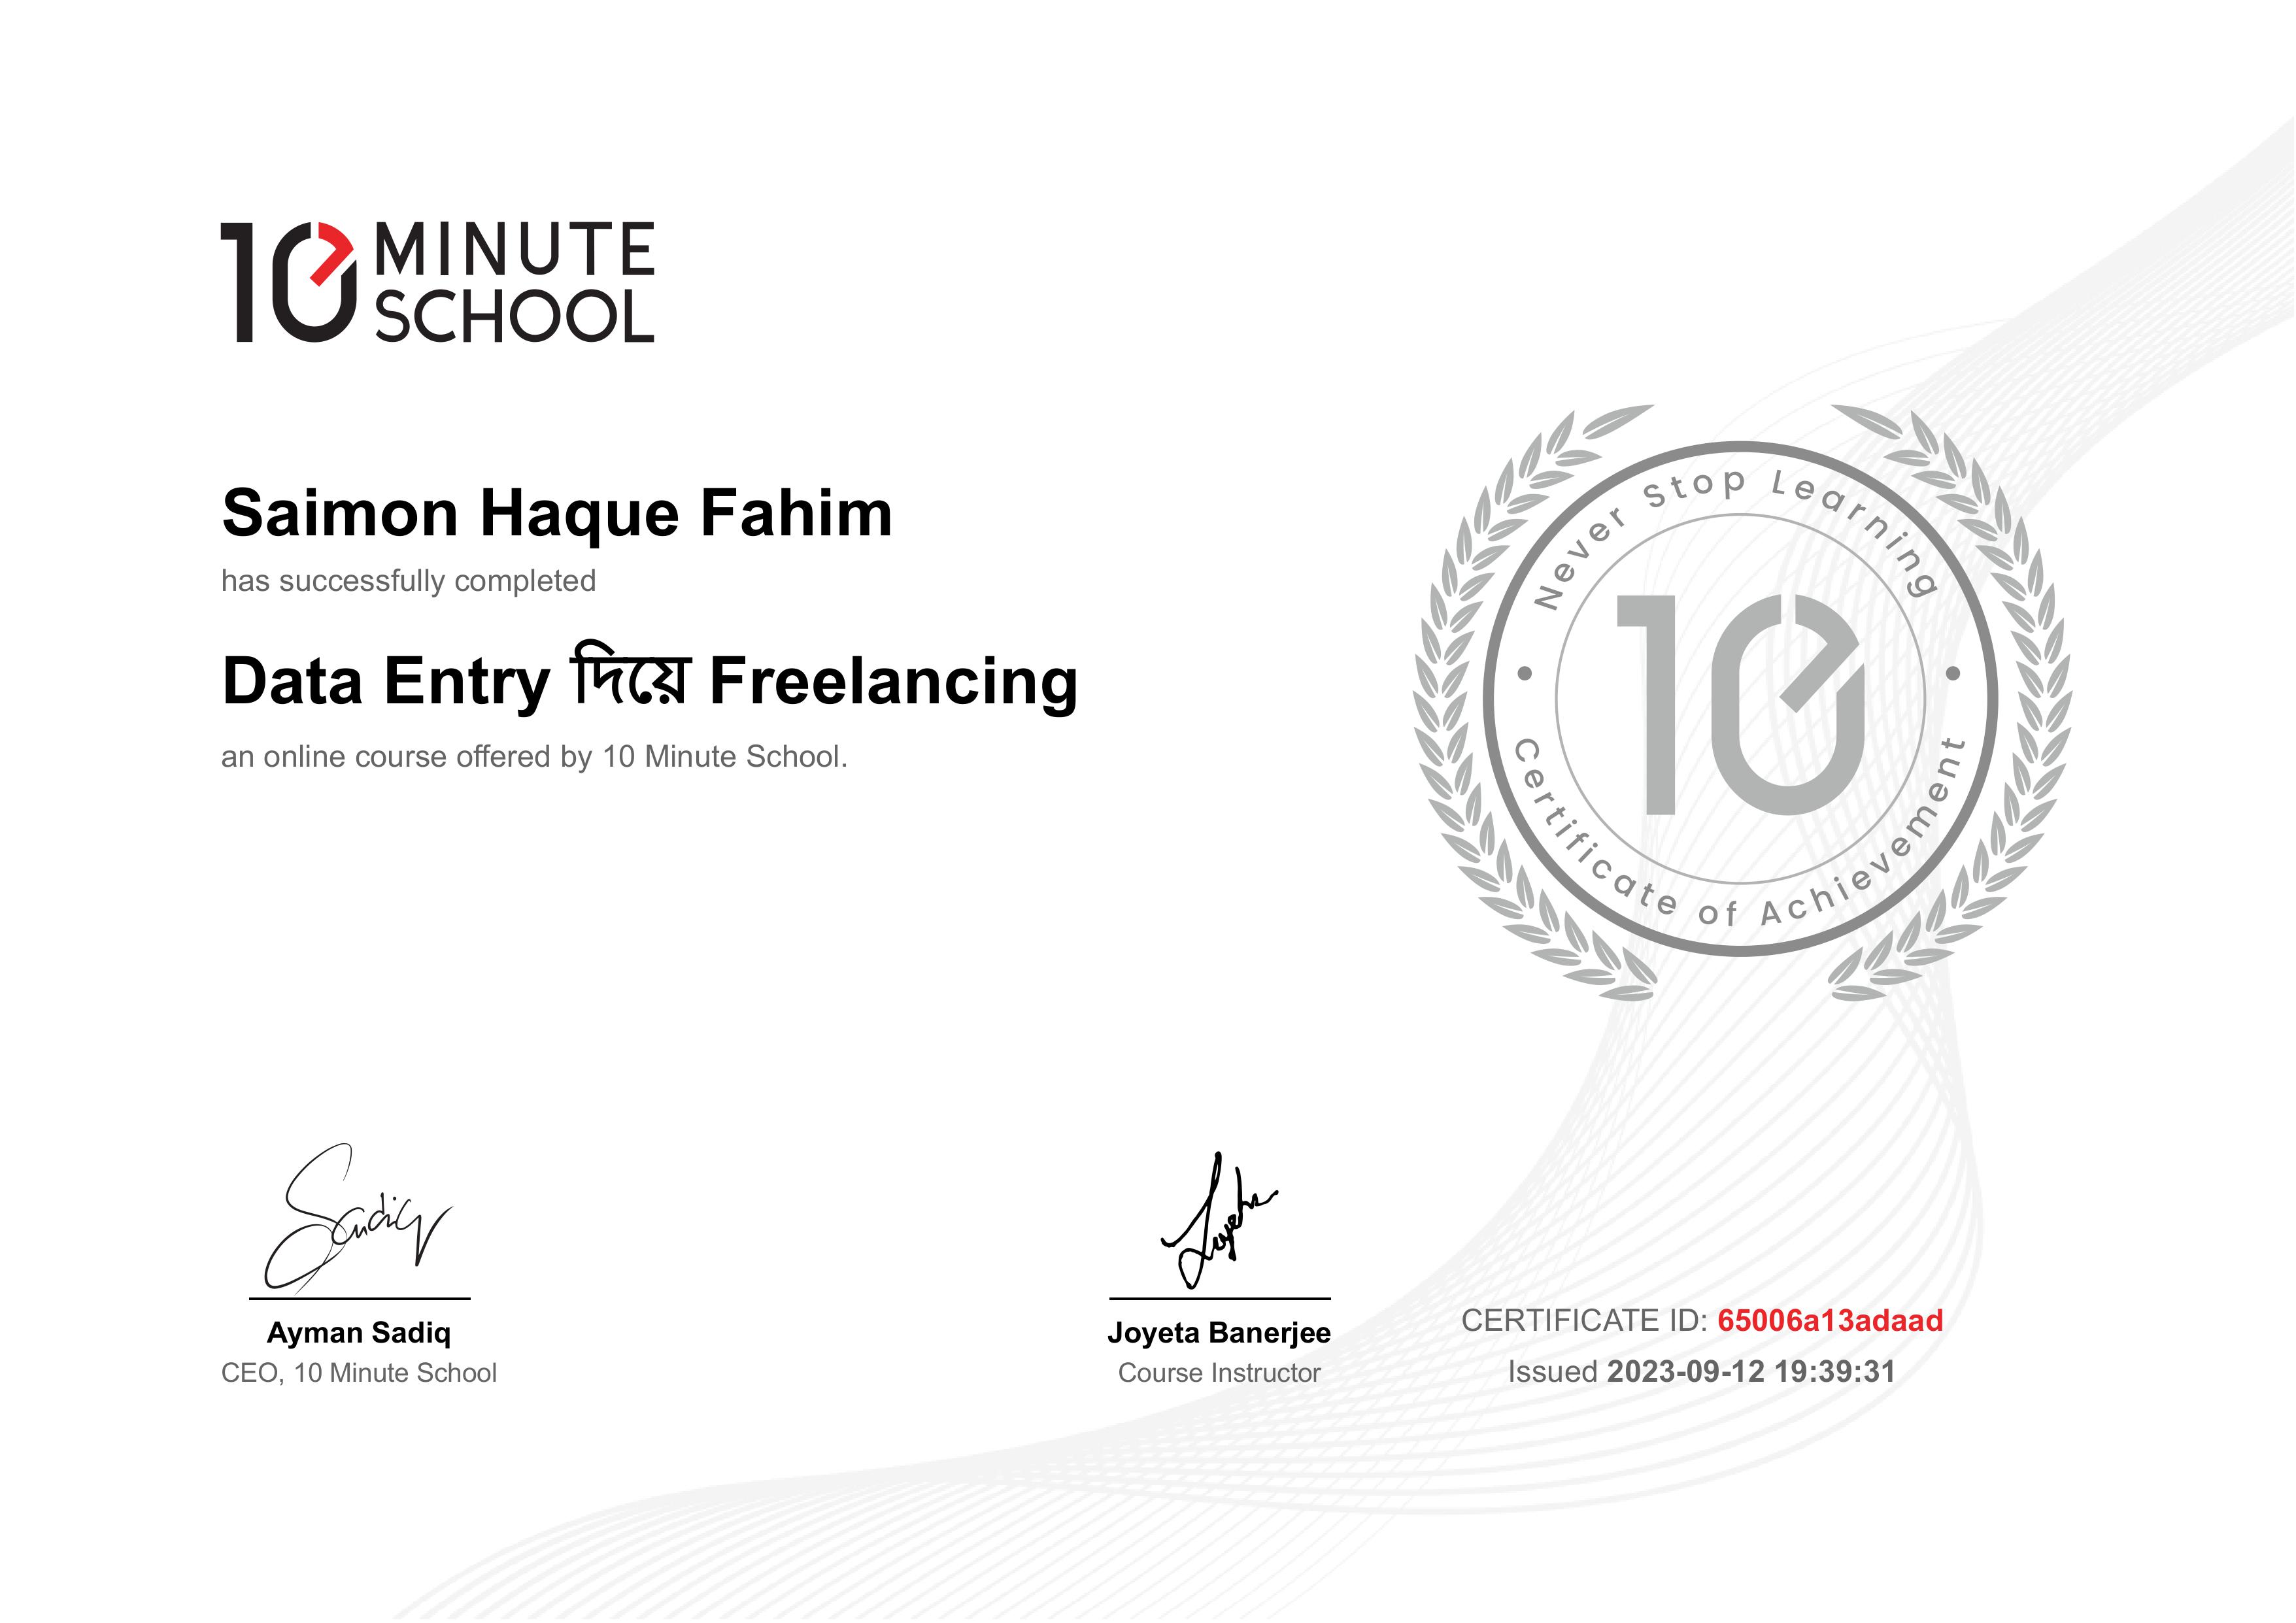 10 MINUTE
SCHOOL
Saimon Haque Fahim
has successfully completed
Data Entry দিয়ে Freelancing
an online course offered by 10 Minute School.
Never Stop Learning
10
Certificate of Achievement
Sadiq
Joyeta
Ayman Sadiq
CEO, 10 Minute School
Joyeta Banerjee
Course Instructor
CERTIFICATE ID: 65006a13adaad
Issued 2023-09-12 19:39:31